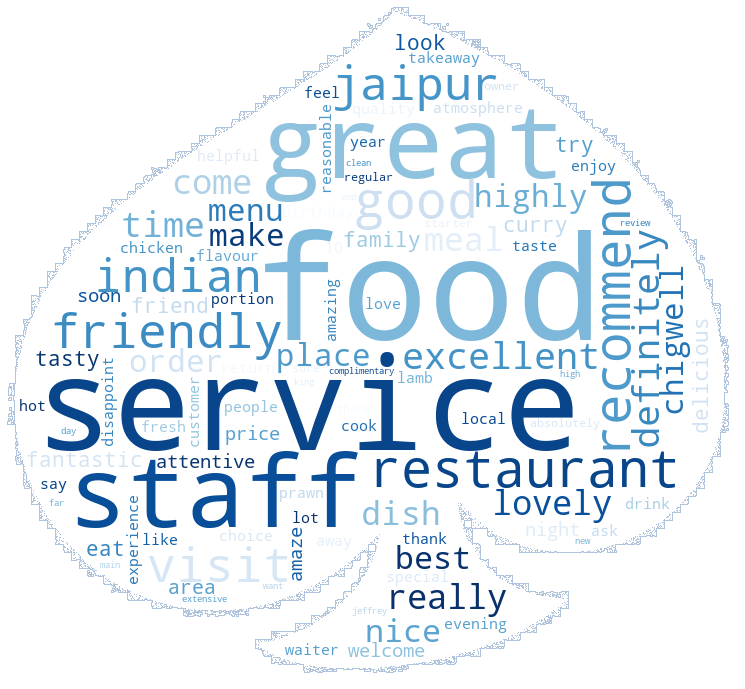 look
takeaway
jaipur
owner
feel
quality
atmosphere
reasonable
great
year
try
helpful
clean
enjoy
regular
come
good
highly
recommend
menu
birthday
starter
review
time
make
family
meal
curry
definitely
chicken
flavour
food
taste
indian
amazing
chigwell
soon
friend
portion
love
delicious
friendly
tasty
order
place
excellent
return
complimentary
high
disappoint
king
lamb
service
hot
customer
people
local
absolutely
day
fresh
price
cook
fantastic
attentive
staff
restaurant
say
prawn
lovely
far
experience
lot
dish
drink
like
choice
away
thank
night
ask
eat
amaze
new
visit
best
main
area
special
want
extensive
really
jeffrey
nice
evening
waiter
welcome